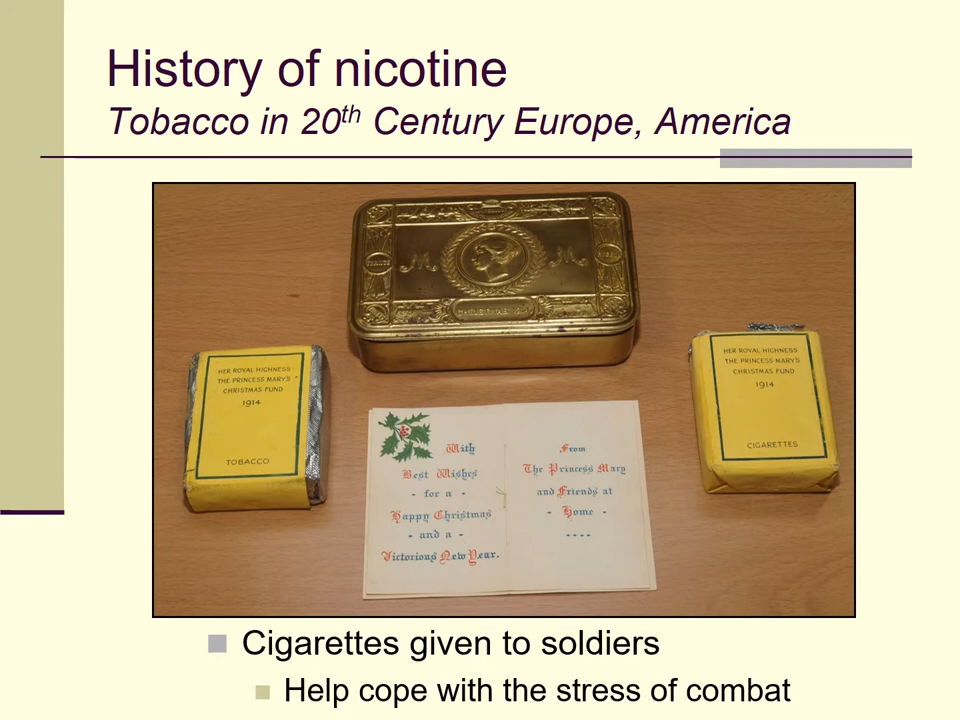 History of nicotine
Tobacco in 20th Century Europe, America
M M
HER ROYAL HIGHNESS
THE PRINCESS MARY'S
CHRISTMAS FUND
1914
TOBACCO
With
Best Wishes
- for a -
Happy Christmas
- and a -
Victorious New Year.
From
The Princess Mary
and Friends at
- Home -
- - - -
HER ROYAL HIGHNESS
THE PRINCESS MARY'S
CHRISTMAS FUND
1914
CIGARETTES
Cigarettes given to soldiers
Help cope with the stress of combat